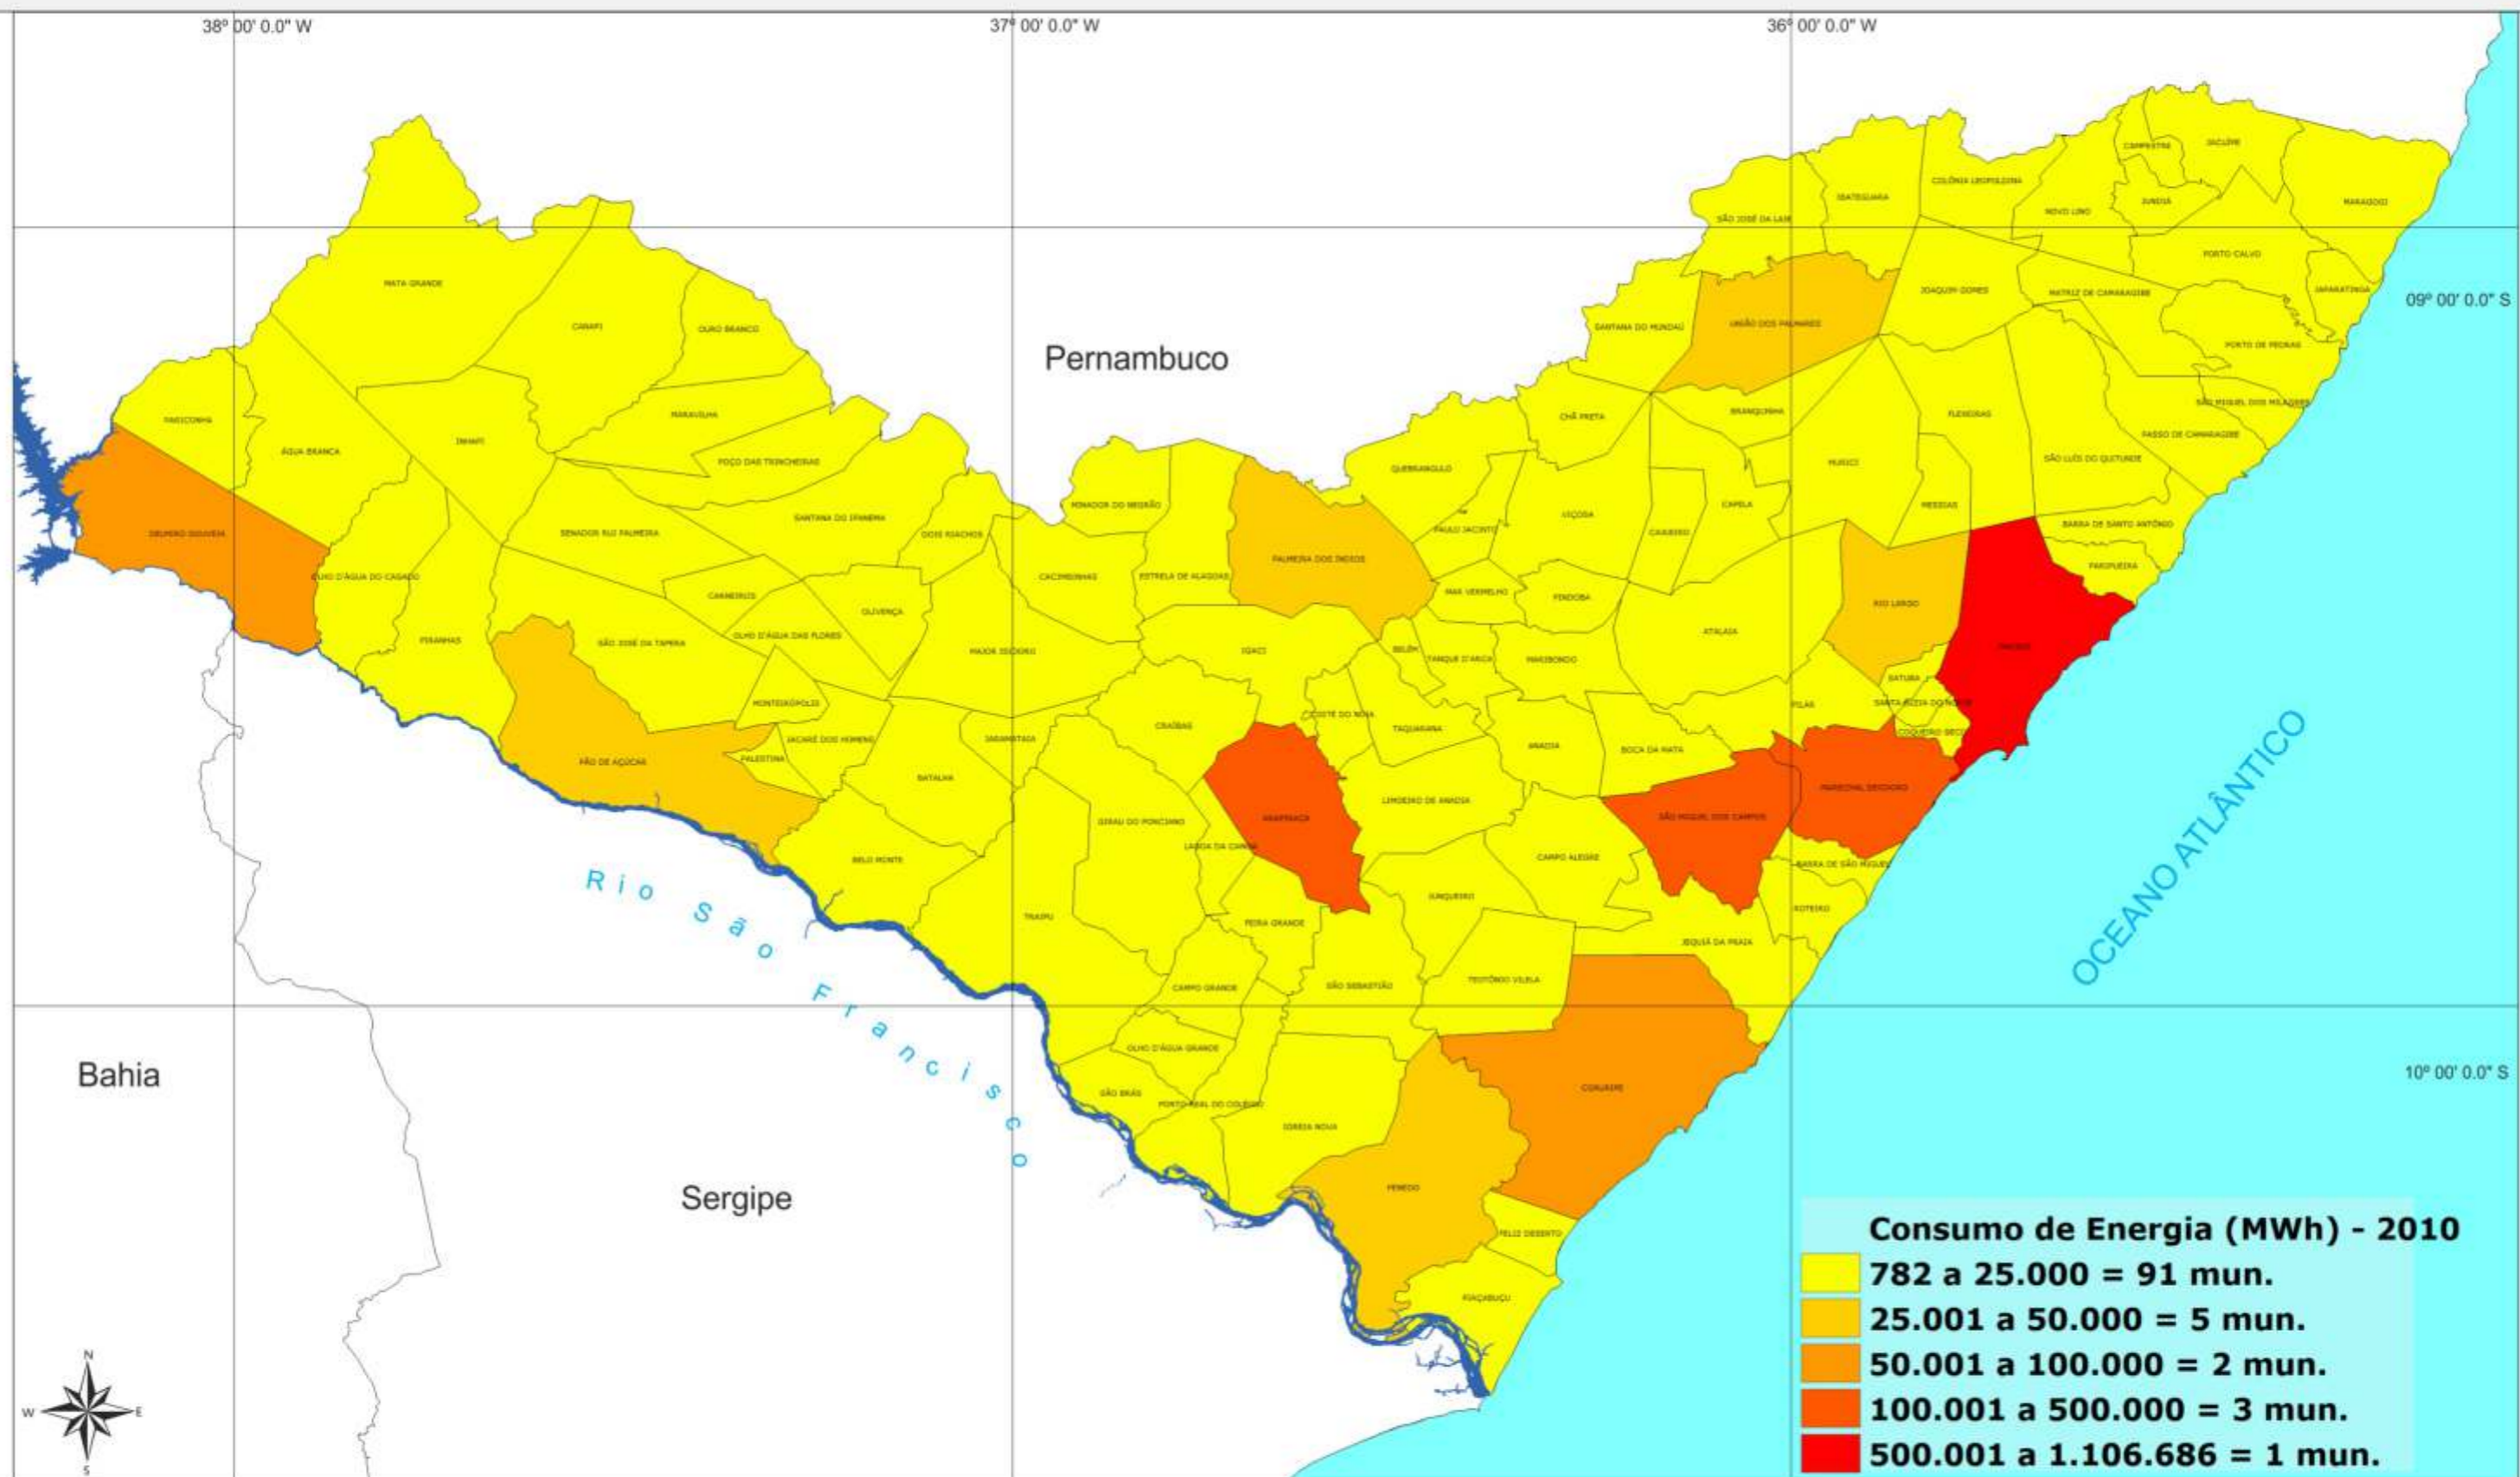 38º 00' 0.0" W
37º 00' 0.0" W
36º 00' 0.0" W
CAMPESTRE
JACUÍPE
COLÔNIA LEOPOLDINA
IBATEGUARA
JUNDIÁ
MARAGOGI
NOVO LINO
SÃO JOSÉ DA LAJE
PORTO CALVO
MATA GRANDE
JOAQUIM GOMES
MATRIZ DE CAMARAGIBE
JAPARATINGA
09º 00' 0.0" S
CANAPI
OURO BRANCO
SANTANA DO MUNDAÚ
UNIÃO DOS PALMARES
PORTO DE PEDRAS
Pernambuco
SÃO MIGUEL DOS MILAGRES
MARAVILHA
CHÃ PRETA
BRANQUINHA
FLEXEIRAS
PARICONHA
PASSO DE CAMARAGIBE
INHAPI
ÁGUA BRANCA
SÃO LUÍS DO QUITUNDE
POÇO DAS TRINCHEIRAS
MURICI
QUEBRANGULO
MINADOR DO NEGRÃO
CAPELA
MESSIAS
VIÇOSA
SANTANA DO IPANEMA
BARRA DE SANTO ANTÔNIO
PAULO JACINTO
DELMIRO GOUVEIA
SENADOR RUI PALMEIRA
DOIS RIACHOS
CAJUEIRO
PALMEIRA DOS ÍNDIOS
PARIPUEIRA
OLHO D'ÁGUA DO CASADO
CACIMBINHAS
ESTRELA DE ALAGOAS
MAR VERMELHO
CARNEIROS
PINDOBA
RIO LARGO
OLIVENÇA
ATALAIA
OLHO D'ÁGUA DAS FLORES
PIRANHAS
SÃO JOSÉ DA TAPERA
MACEIÓ
MAJOR ISIDORO
IGACI
BELÉM
TANQUE D'ARCA
MARIBONDO
SATUBA
MONTEIRÓPOLIS
PILAR
SANTA LUZIA DO NORTE
COITÉ DO NÓIA
CRAÍBAS
TAQUARANA
COQUEIRO SECO
JACARÉ DOS HOMENS
JARAMATAIA
ANADIA
BOCA DA MATA
PALESTINA
PÃO DE AÇÚCAR
BATALHA
MARECHAL DEODORO
LIMOEIRO DE ANADIA
ARAPIRACA
SÃO MIGUEL DOS CAMPOS
GIRAU DO PONCIANO
LAGOA DA CANOA
OCEANO ATLÂNTICO
BELO MONTE
CAMPO ALEGRE
BARRA DE SÃO MIGUEL
Rio São Francisco
JUNQUEIRO
ROTEIRO
TRAIPU
FEIRA GRANDE
JEQUIÁ DA PRAIA
TEOTÔNIO VILELA
SÃO SEBASTIÃO
CAMPO GRANDE
OLHO D'ÁGUA GRANDE
10º 00' 0.0" S
Bahia
CORURIPE
SÃO BRÁS
PORTO REAL DO COLÉGIO
IGREJA NOVA
PENEDO
Sergipe
FELIZ DESERTO
PIAÇABUÇU
Consumo de Energia (MWh) - 2010
782 a 25.000 = 91 mun.
25.001 a 50.000 = 5 mun.
50.001 a 100.000 = 2 mun.
100.001 a 500.000 = 3 mun.
500.001 a 1.106.686 = 1 mun.
N
W
E
S